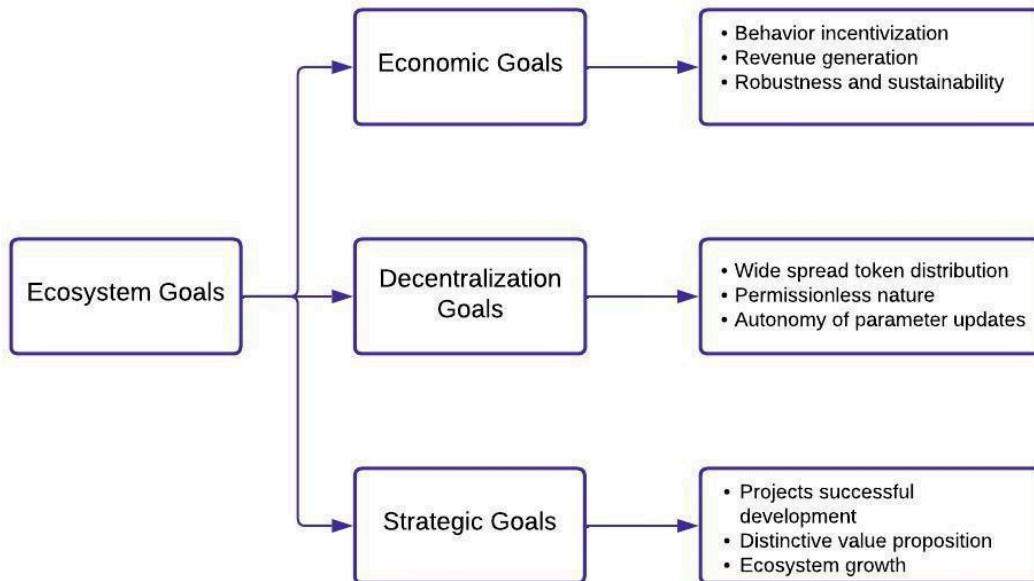 Ecosystem Goals
Economic Goals
• Behavior incentivization
• Revenue generation
• Robustness and sustainability
Decentralization
Goals
• Wide spread token distribution
• Permissionless nature
• Autonomy of parameter updates
Strategic Goals
• Projects successful
development
• Distinctive value proposition
• Ecosystem growth